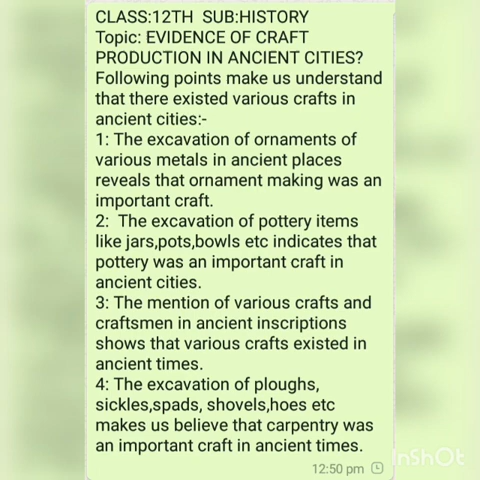 CLASS:12TH  SUB:HISTORY
Topic: EVIDENCE OF CRAFT
PRODUCTION IN ANCIENT CITIES?
Following points make us understand
that there existed various crafts in
ancient cities:-
1: The excavation of ornaments of
various metals in ancient places
reveals that ornament making was an
important craft.
2:  The excavation of pottery items
like jars,pots,bowls etc indicates that
pottery was an important craft in
ancient cities.
3: The mention of various crafts and
craftsmen in ancient inscriptions
shows that various crafts existed in
ancient times.
4: The excavation of ploughs,
sickles,spads, shovels,hoes etc
makes us believe that carpentry was
an important craft in ancient times.
12:50 pm
InShOt